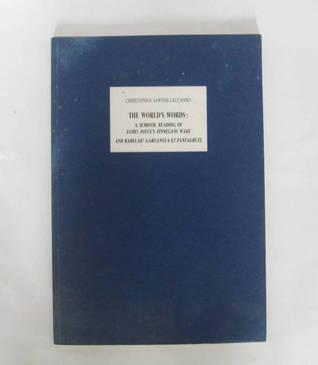 CHRISTOPHER SAWYER-LAUÇANNO
THE WORLD'S WORDS:
A SEMIOTIC READING OF
JAMES JOYCE'S FINNEGANS WAKE
AND RABELAIS' GARGANTUA ET PANTAGRUEL